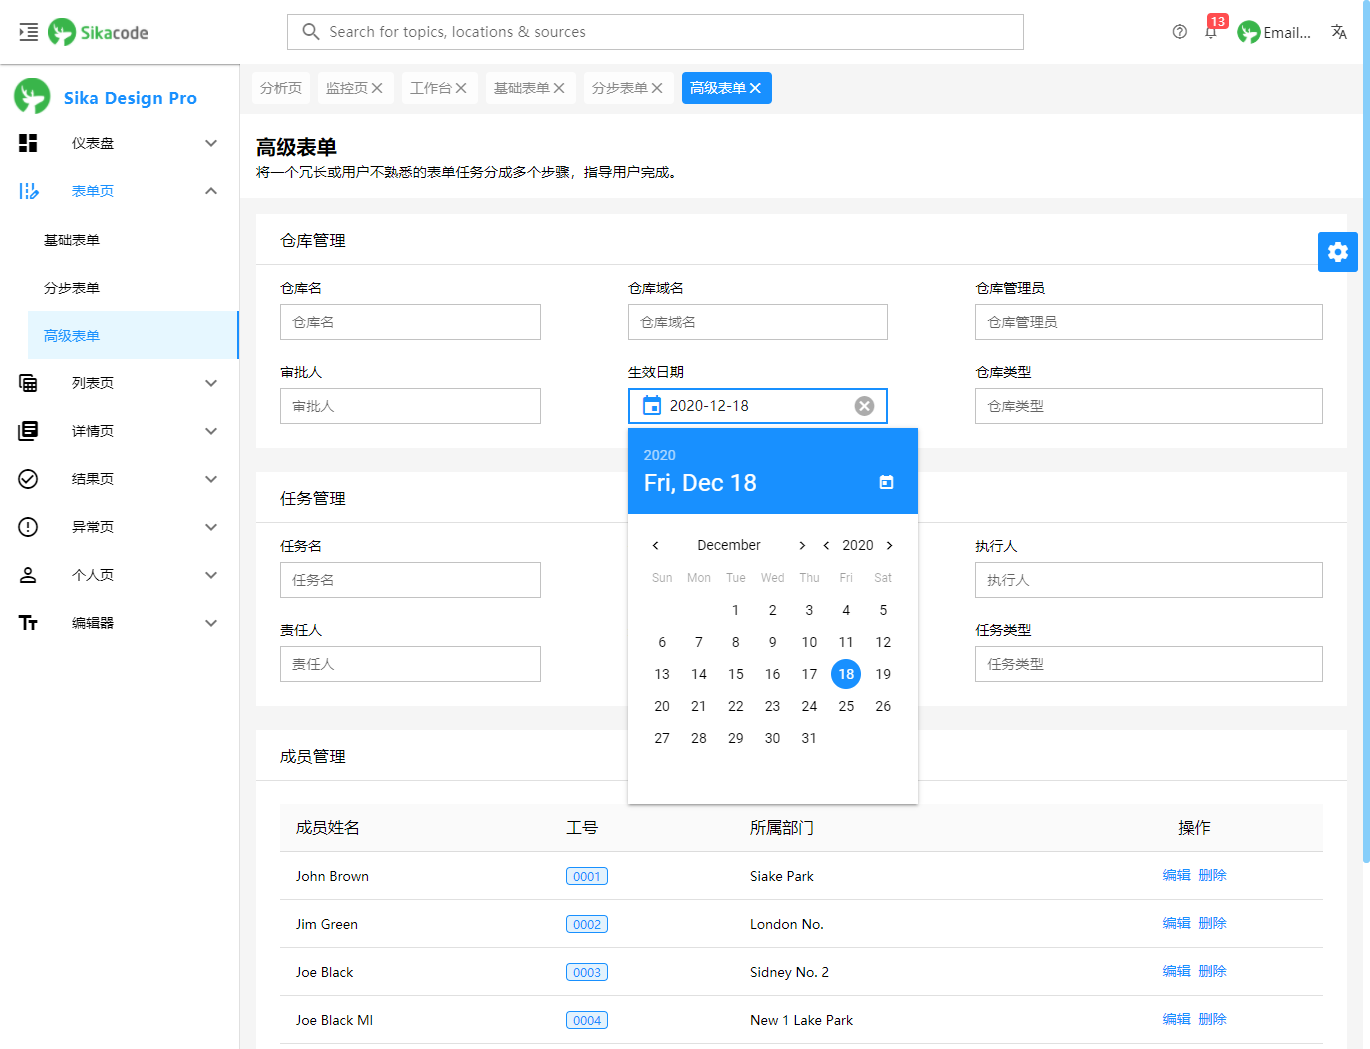 Sikacode
Search for topics, locations & sources
13
Email...
Sika Design Pro
仪表盘
表单页
基础表单
分步表单
高级表单
列表页
详情页
结果页
异常页
个人页
编辑器
分析页
监控页
工作台
基础表单
分步表单
高级表单
高级表单
将一个冗长或用户不熟悉的表单任务分成多个步骤，指导用户完成。
仓库管理
仓库名
仓库域名
仓库管理员
仓库名
仓库域名
仓库管理员
审批人
生效日期
仓库类型
审批人
2020-12-18
仓库类型
2020
Fri, Dec 18
December
2020
Sun Mon Tue Wed Thu Fri Sat
1 2 3 4 5
6 7 8 9 10 11 12
13 14 15 16 17 18 19
20 21 22 23 24 25 26
27 28 29 30 31
任务管理
任务名
执行人
任务名
执行人
责任人
任务类型
责任人
任务类型
成员管理
成员姓名 工号 所属部门 操作
John Brown 0001 Siake Park 编辑 删除
Jim Green 0002 London No. 编辑 删除
Joe Black 0003 Sidney No. 2 编辑 删除
Joe Black MI 0004 New 1 Lake Park 编辑 删除